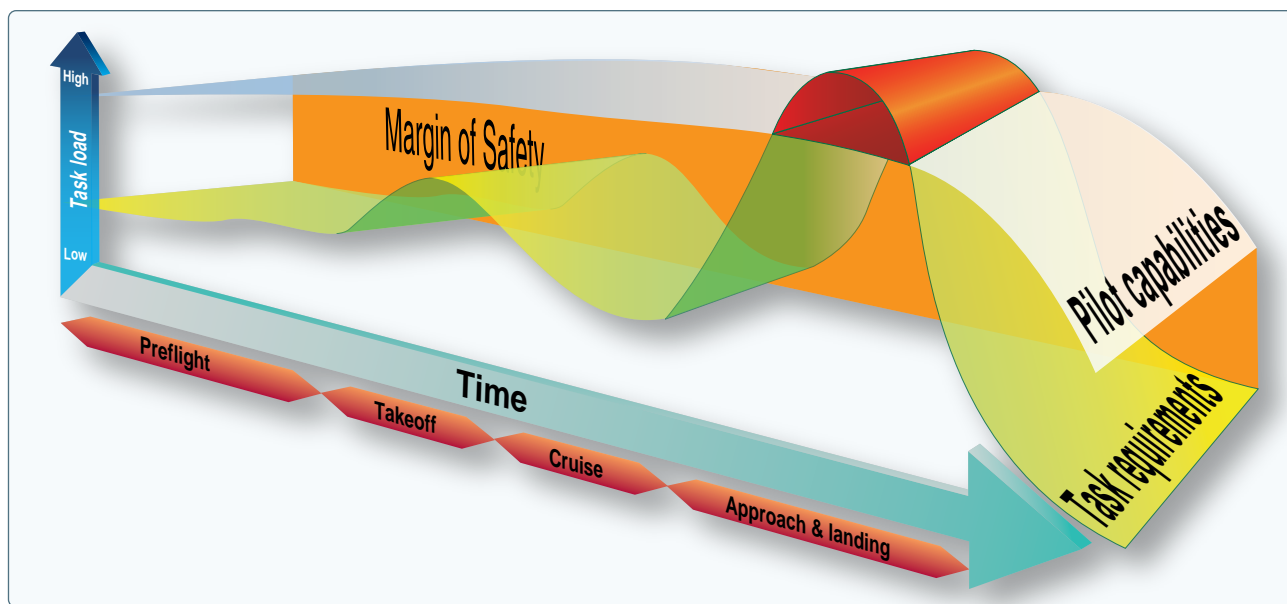 High
Task load
Low
Margin of Safety
Time
Preflight
Takeoff
Cruise
Approach & landing
Pilot capabilities
Task requirements